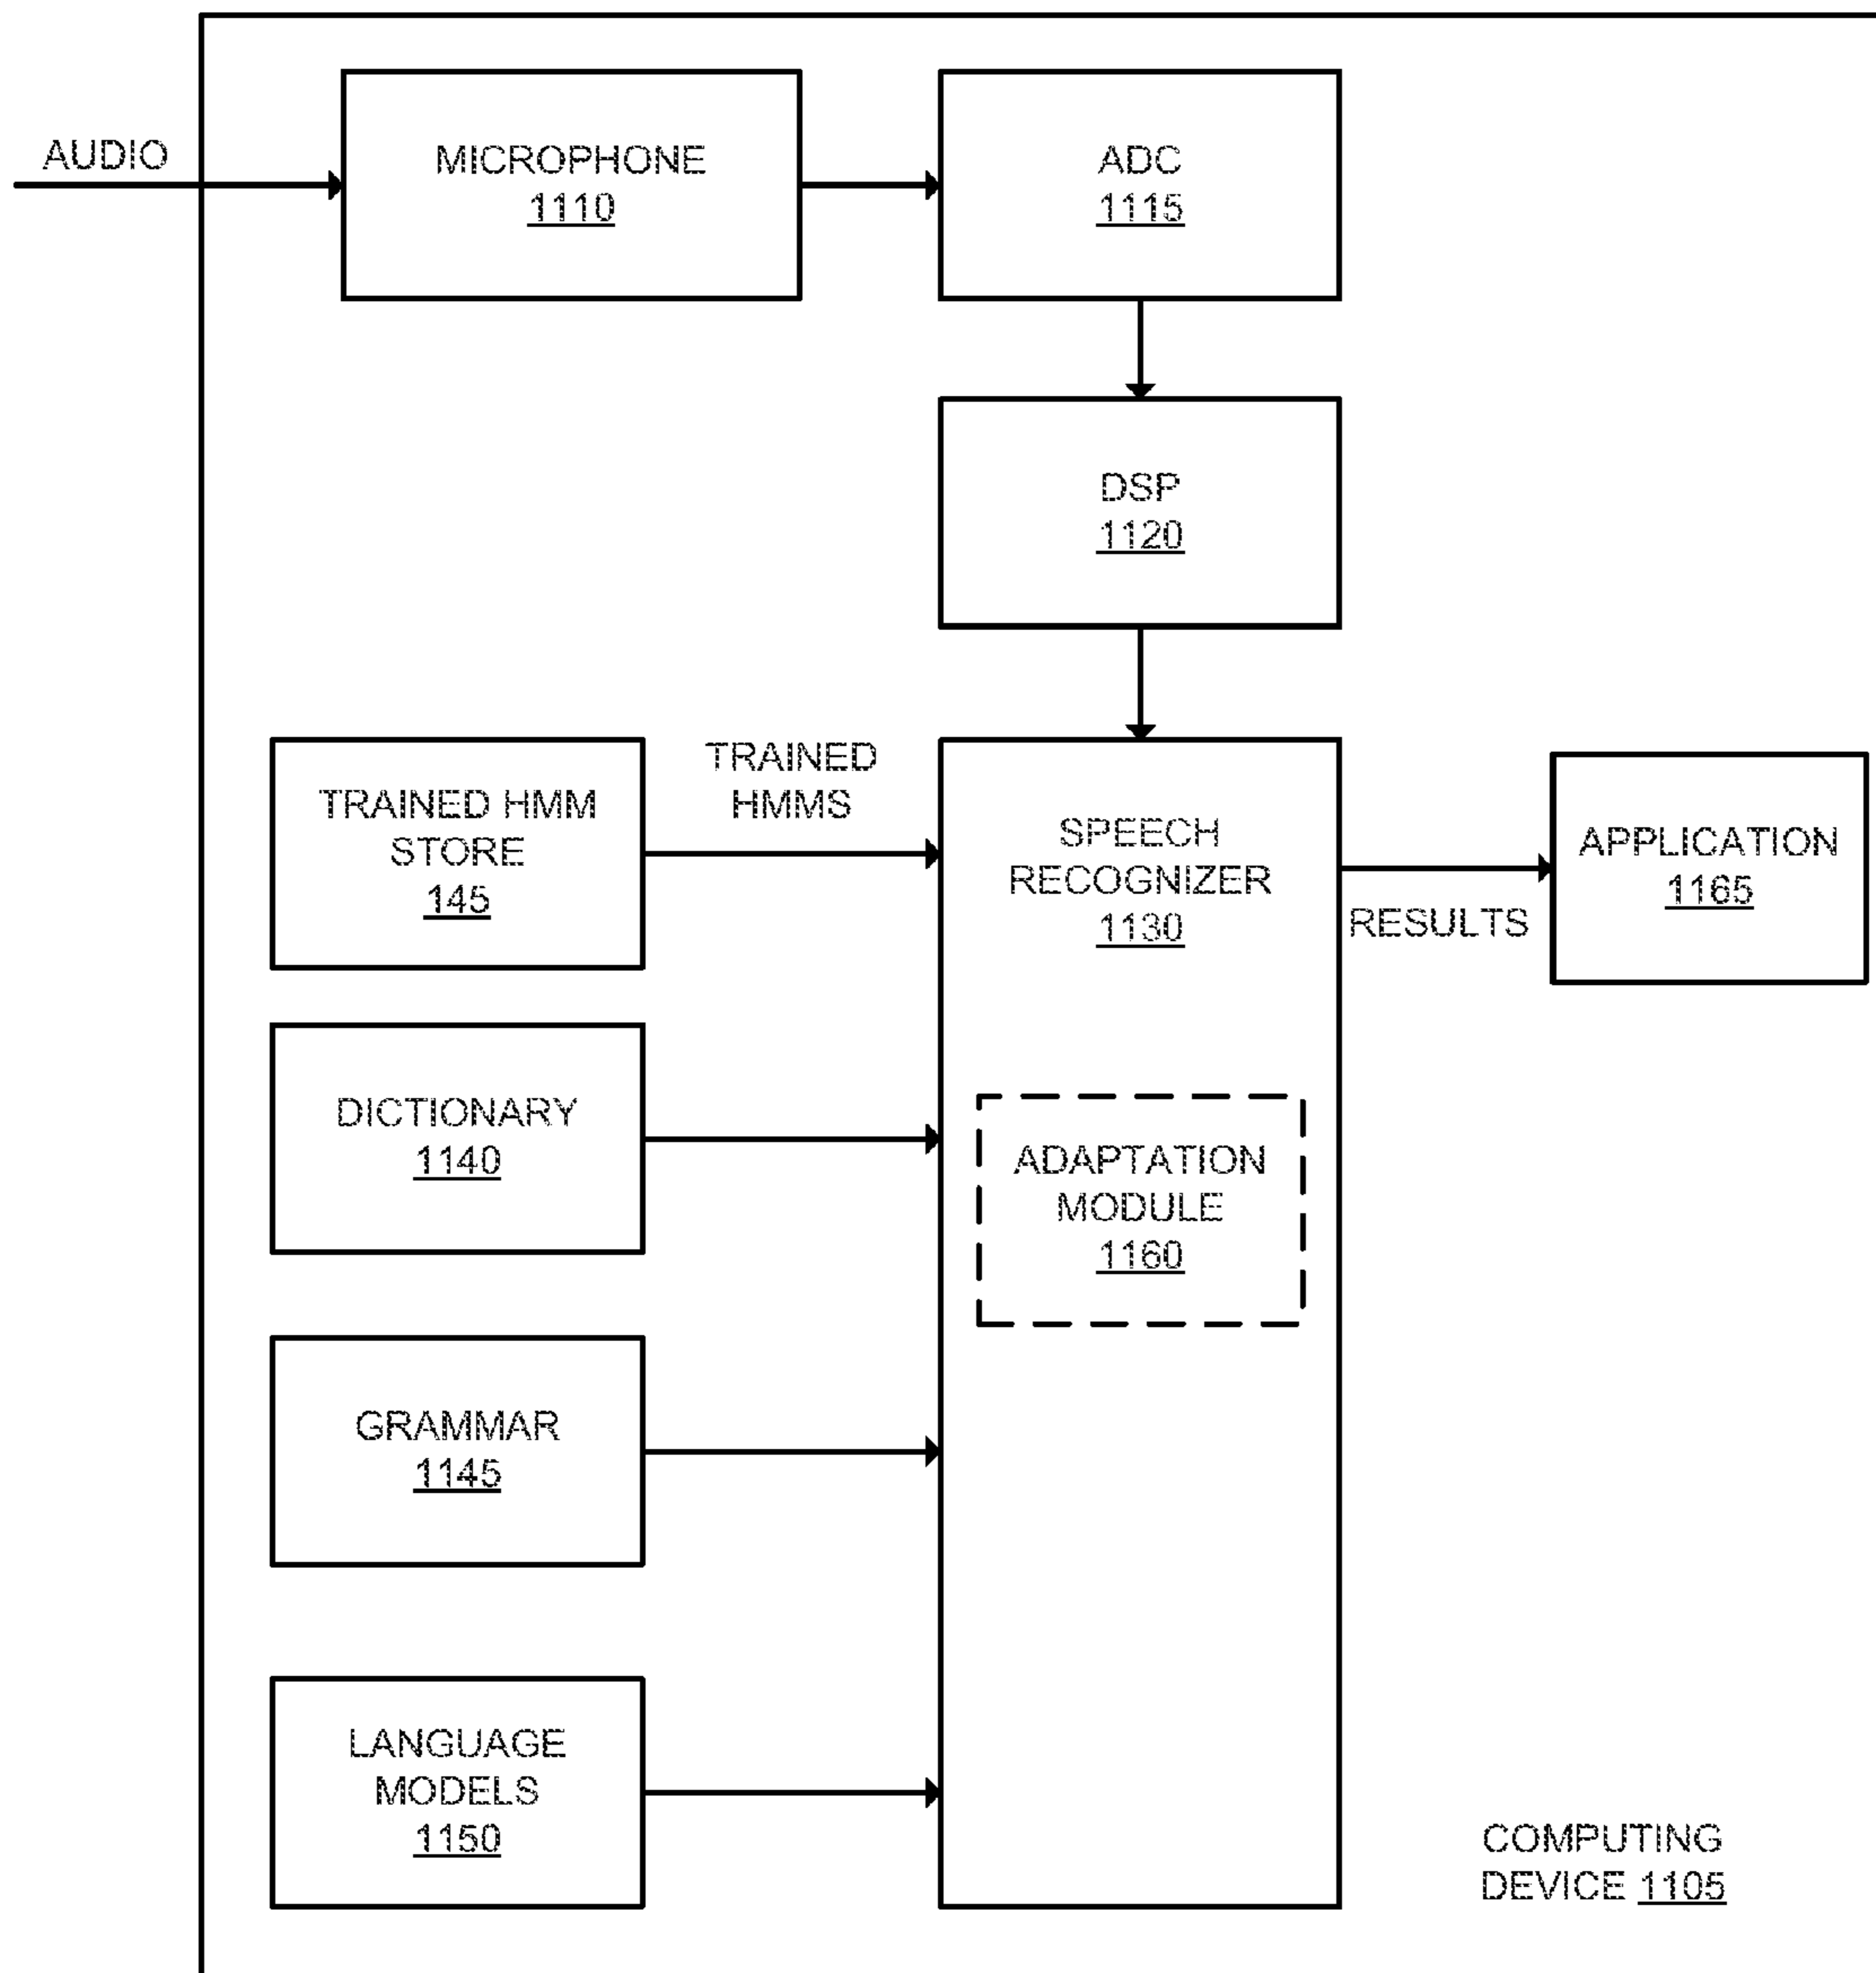 AUDIO
MICROPHONE
1110
ADC
1115
DSP
1120
TRAINED HMM
STORE
145
TRAINED
HMMS
SPEECH
RECOGNIZER
1130
RESULTS
APPLICATION
1165
DICTIONARY
1140
ADAPTATION
MODULE
1160
GRAMMAR
1145
LANGUAGE
MODELS
1150
COMPUTING
DEVICE 1105